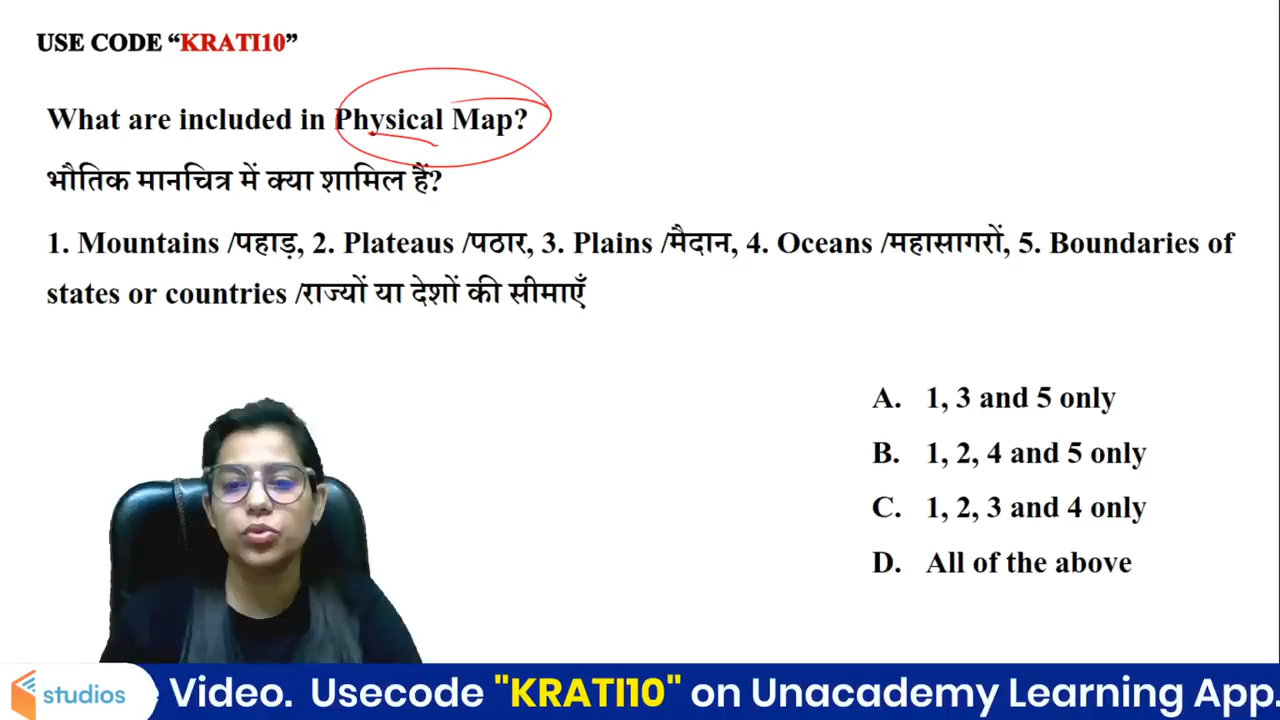 USE CODE “KRATI10”
What are included in Physical Map?
भौतिक मानचित्र में क्या शामिल हैं?
1. Mountains /पहाड़, 2. Plateaus /पठार, 3. Plains /मैदान, 4. Oceans /महासागरों, 5. Boundaries of
states or countries /राज्यों या देशों की सीमाएँ
A. 1, 3 and 5 only
B. 1, 2, 4 and 5 only
C. 1, 2, 3 and 4 only
D. All of the above
studios
Video. Usecode "KRATI10" on Unacademy Learning App.